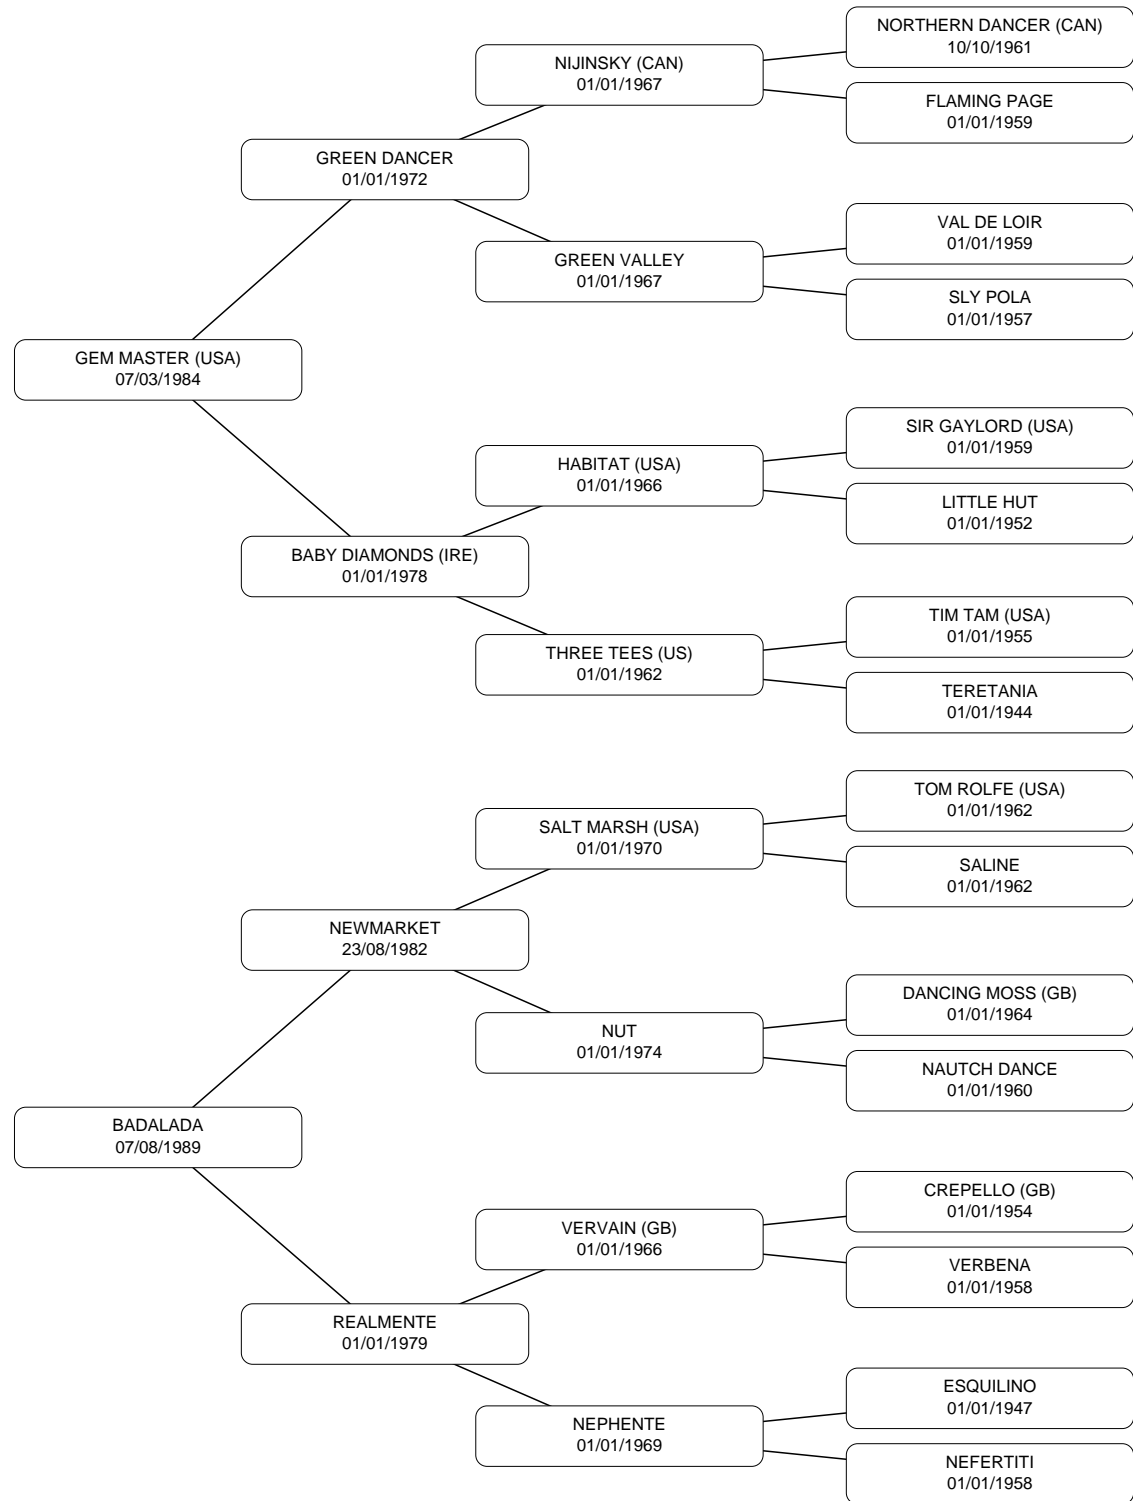 NORTHERN DANCER (CAN)
10/10/1961
NIJINSKY (CAN)
01/01/1967
FLAMING PAGE
01/01/1959
GREEN DANCER
01/01/1972
VAL DE LOIR
01/01/1959
GREEN VALLEY
01/01/1967
SLY POLA
01/01/1957
GEM MASTER (USA)
07/03/1984
SIR GAYLORD (USA)
01/01/1959
HABITAT (USA)
01/01/1966
LITTLE HUT
01/01/1952
BABY DIAMONDS (IRE)
01/01/1978
TIM TAM (USA)
01/01/1955
THREE TEES (US)
01/01/1962
TERETANIA
01/01/1944
TOM ROLFE (USA)
01/01/1962
SALT MARSH (USA)
01/01/1970
SALINE
01/01/1962
NEWMARKET
23/08/1982
DANCING MOSS (GB)
01/01/1964
NUT
01/01/1974
NAUTCH DANCE
01/01/1960
BADALADA
07/08/1989
CREPELLO (GB)
01/01/1954
VERVAIN (GB)
01/01/1966
VERBENA
01/01/1958
REALMENTE
01/01/1979
ESQUILINO
01/01/1947
NEPHENTE
01/01/1969
NEFERTITI
01/01/1958